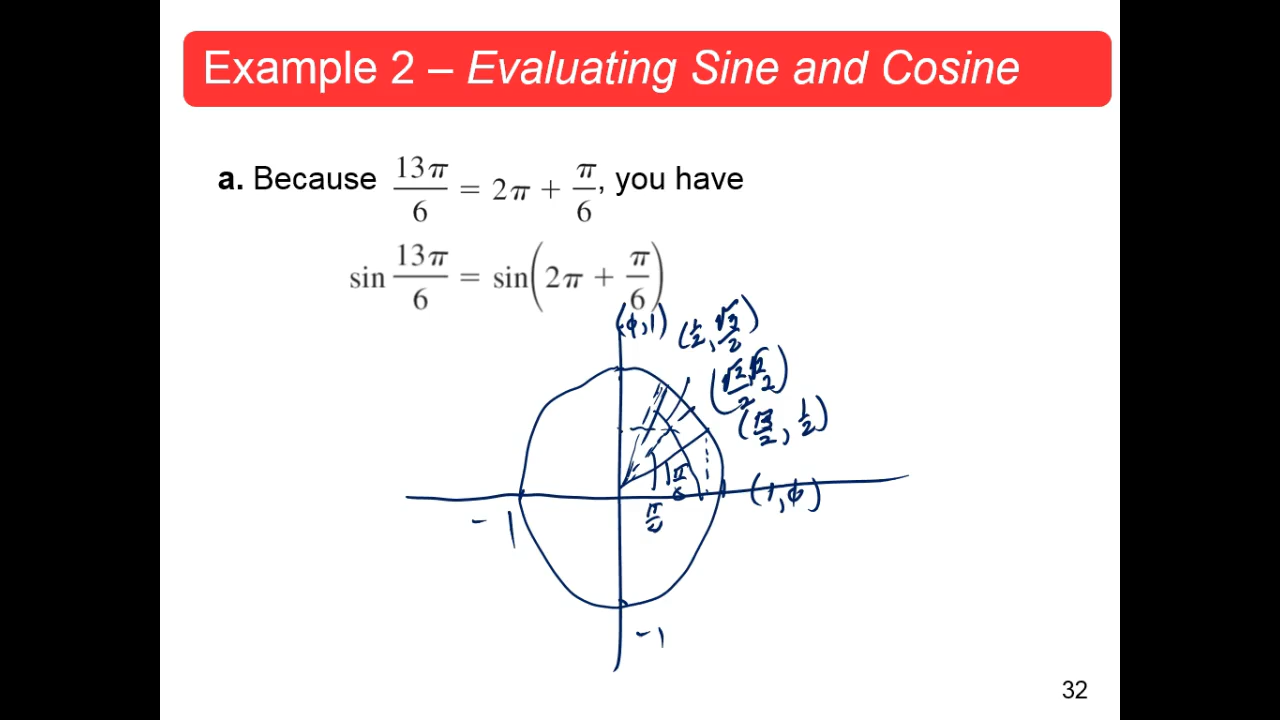 Example 2 – Evaluating Sine and Cosine
a. Because 13π/6 = 2π + π/6, you have
sin 13π/6 = sin(2π + π/6)
(0,1)
(1/2, √3/2)
(√2/2, √2/2)
(√3/2, 1/2)
π/6
(1,0)
-1
-1
32